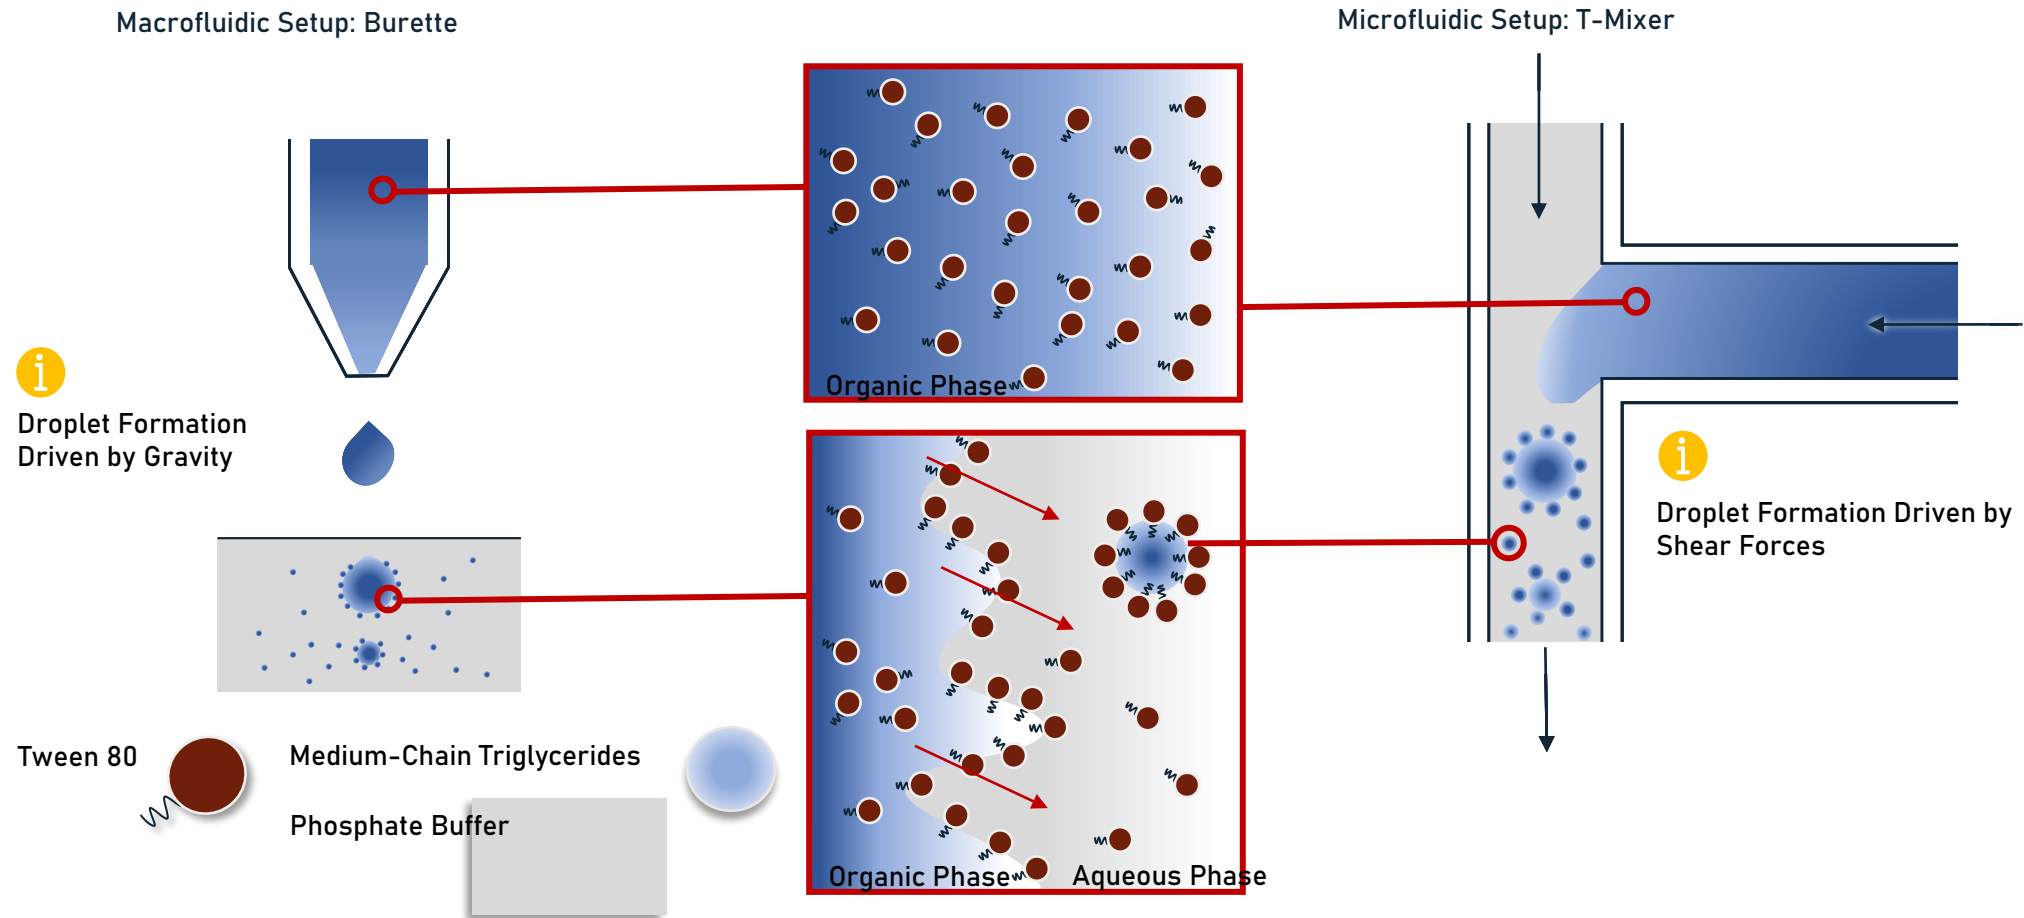 Macrofluidic Setup: Burette
Microfluidic Setup: T-Mixer
Organic Phase
i
Droplet Formation
Driven by Gravity
i
Droplet Formation Driven by
Shear Forces
Tween 80
Medium-Chain Triglycerides
Phosphate Buffer
Organic Phase
Aqueous Phase